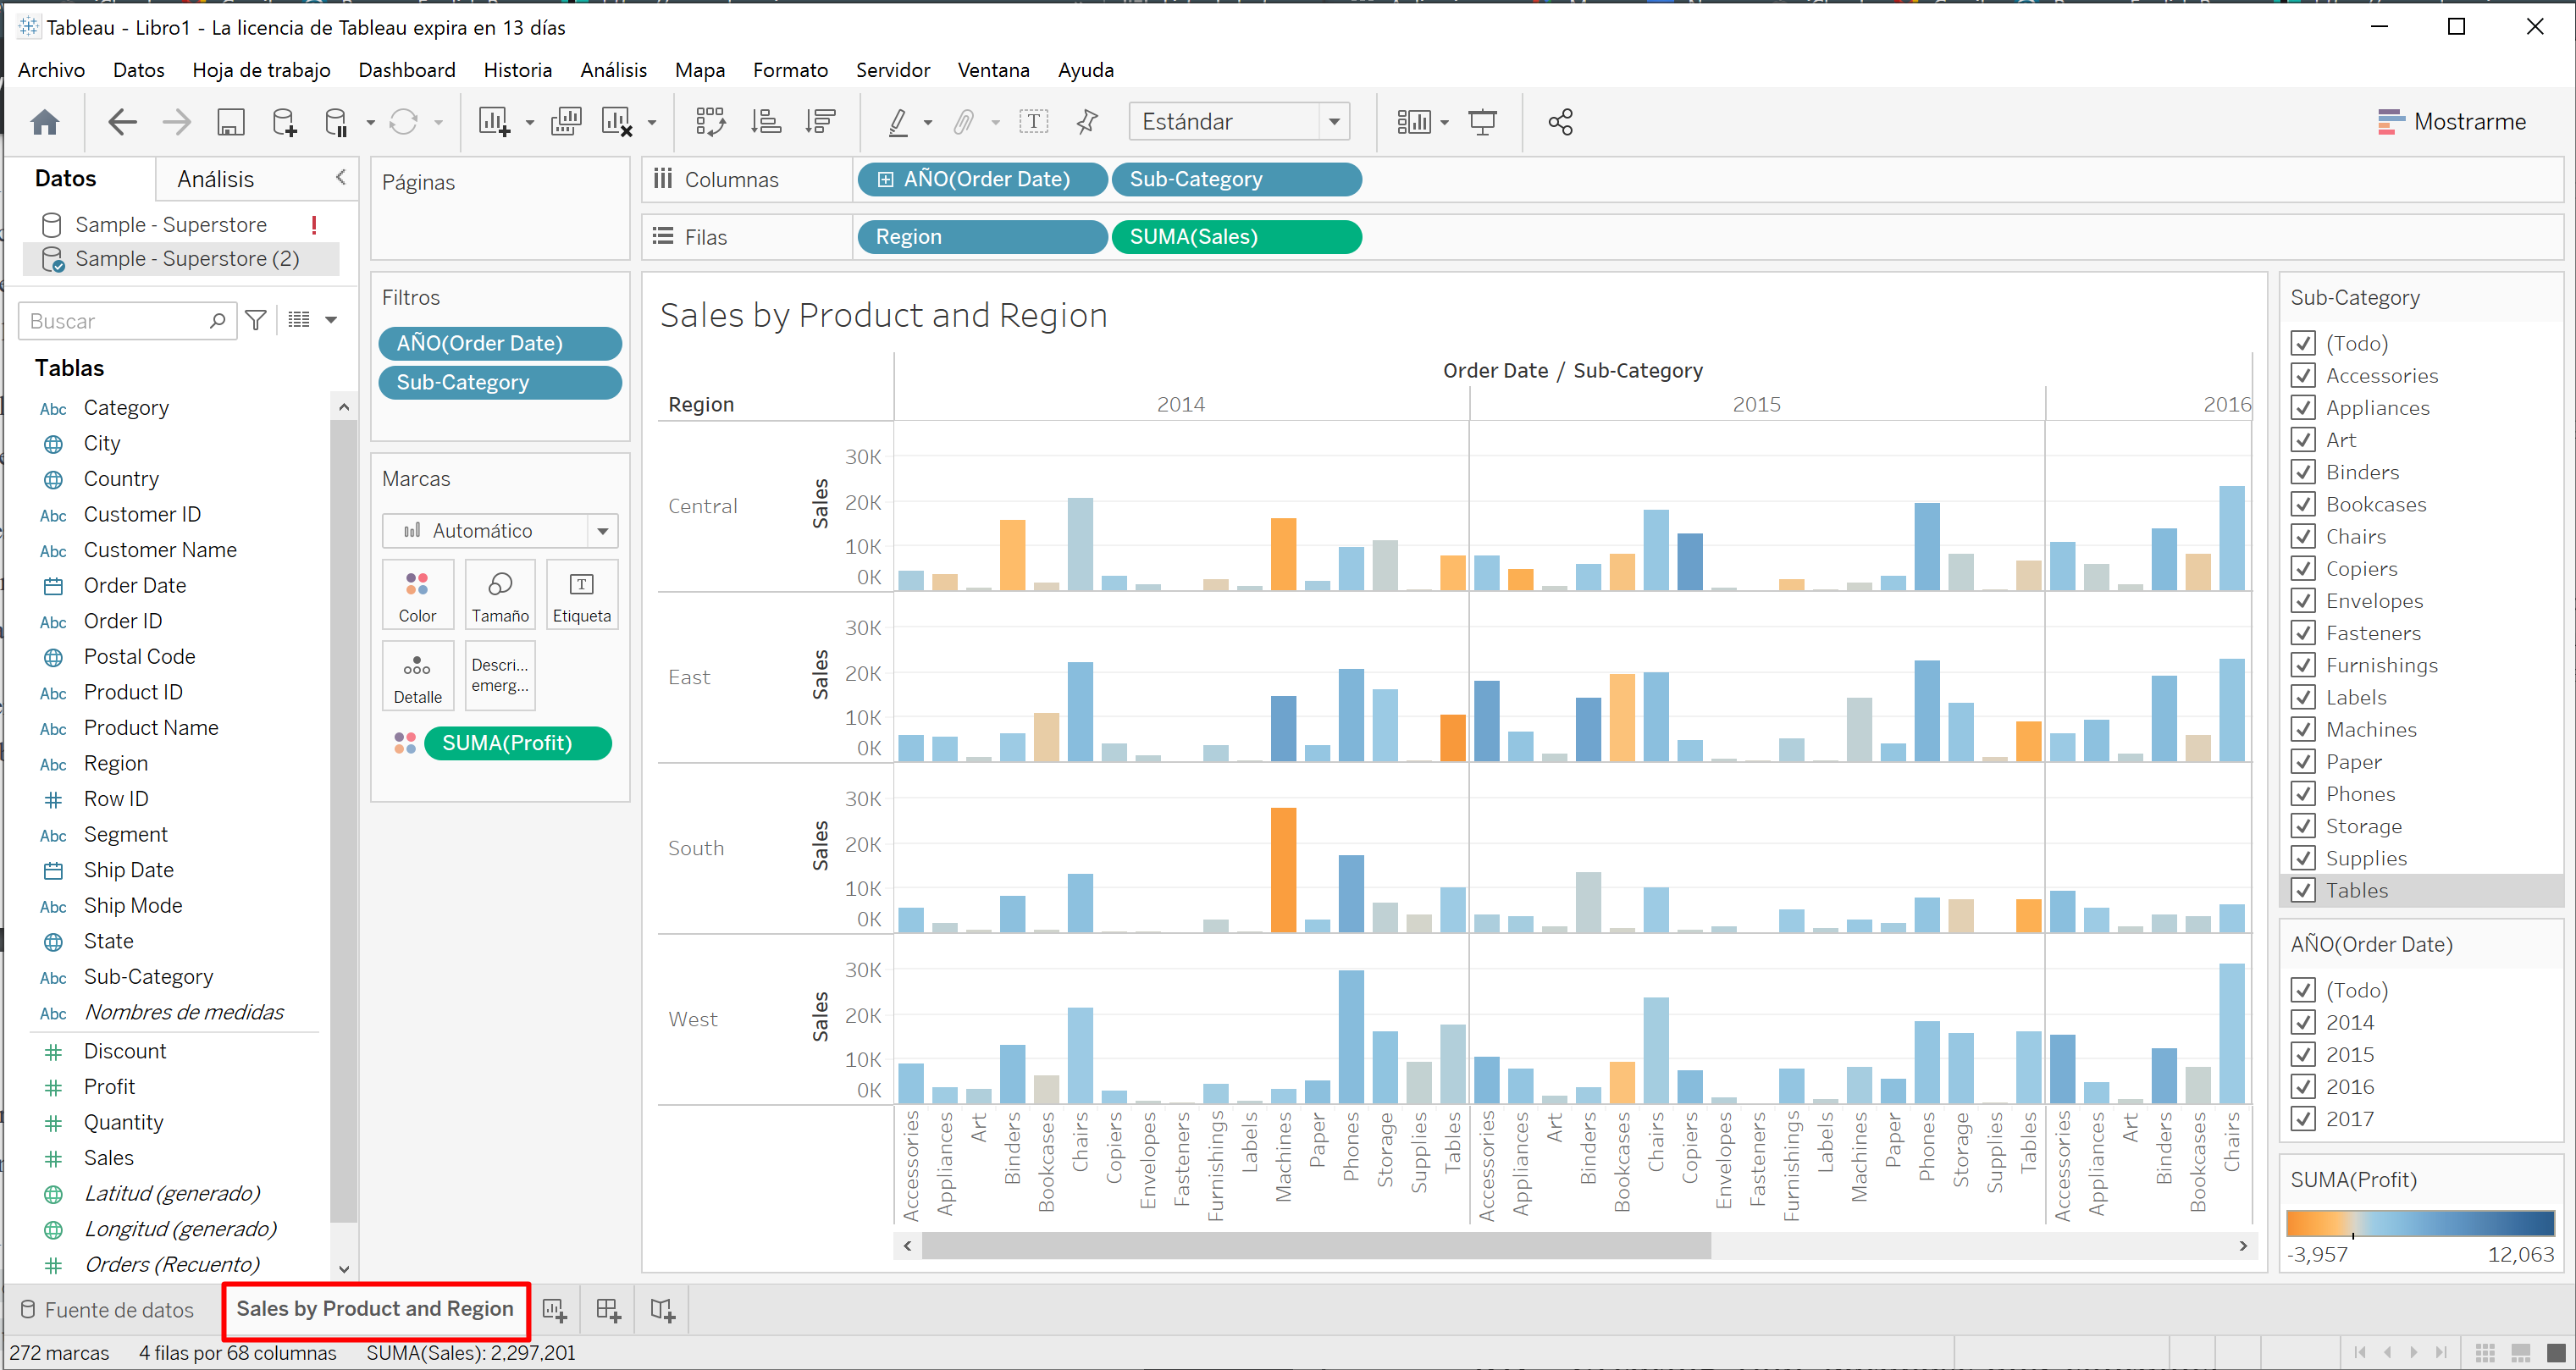 Tableau - Libro1 - La licencia de Tableau expira en 13 días
Archivo Datos Hoja de trabajo Dashboard Historia Análisis Mapa Formato Servidor Ventana Ayuda
Estándar
Mostrarme
Datos
Análisis
Sample - Superstore
Sample - Superstore (2)
Buscar
Tablas
Abc Category
City
Country
Abc Customer ID
Abc Customer Name
Order Date
Abc Order ID
Postal Code
Abc Product ID
Abc Product Name
Abc Region
Row ID
Abc Segment
Ship Date
Abc Ship Mode
State
Abc Sub-Category
Abc Nombres de medidas
Discount
Profit
Quantity
Sales
Latitud (generado)
Longitud (generado)
Orders (Recuento)
Páginas
Filtros
AÑO(Order Date)
Sub-Category
Marcas
Automático
Color
Tamaño
Etiqueta
Detalle
Descri...
emerg...
SUMA(Profit)
Columnas
AÑO(Order Date)
Sub-Category
Filas
Region
SUMA(Sales)
Sales by Product and Region
Order Date / Sub-Category
Region 2014 2015 2016
Central
Sales
30K
20K
10K
0K
East
Sales
30K
20K
10K
0K
South
Sales
30K
20K
10K
0K
West
Sales
30K
20K
10K
0K
Accessories
Appliances
Art
Binders
Bookcases
Chairs
Copiers
Envelopes
Fasteners
Furnishings
Labels
Machines
Paper
Phones
Storage
Supplies
Tables
Accessories
Appliances
Art
Binders
Bookcases
Chairs
Copiers
Envelopes
Fasteners
Furnishings
Labels
Machines
Paper
Phones
Storage
Supplies
Tables
Accessories
Appliances
Art
Binders
Bookcases
Chairs
Sub-Category
(Todo)
Accessories
Appliances
Art
Binders
Bookcases
Chairs
Copiers
Envelopes
Fasteners
Furnishings
Labels
Machines
Paper
Phones
Storage
Supplies
Tables
AÑO(Order Date)
(Todo)
2014
2015
2016
2017
SUMA(Profit)
-3,957 12,063
Fuente de datos
Sales by Product and Region
272 marcas 4 filas por 68 columnas SUMA(Sales): 2,297,201